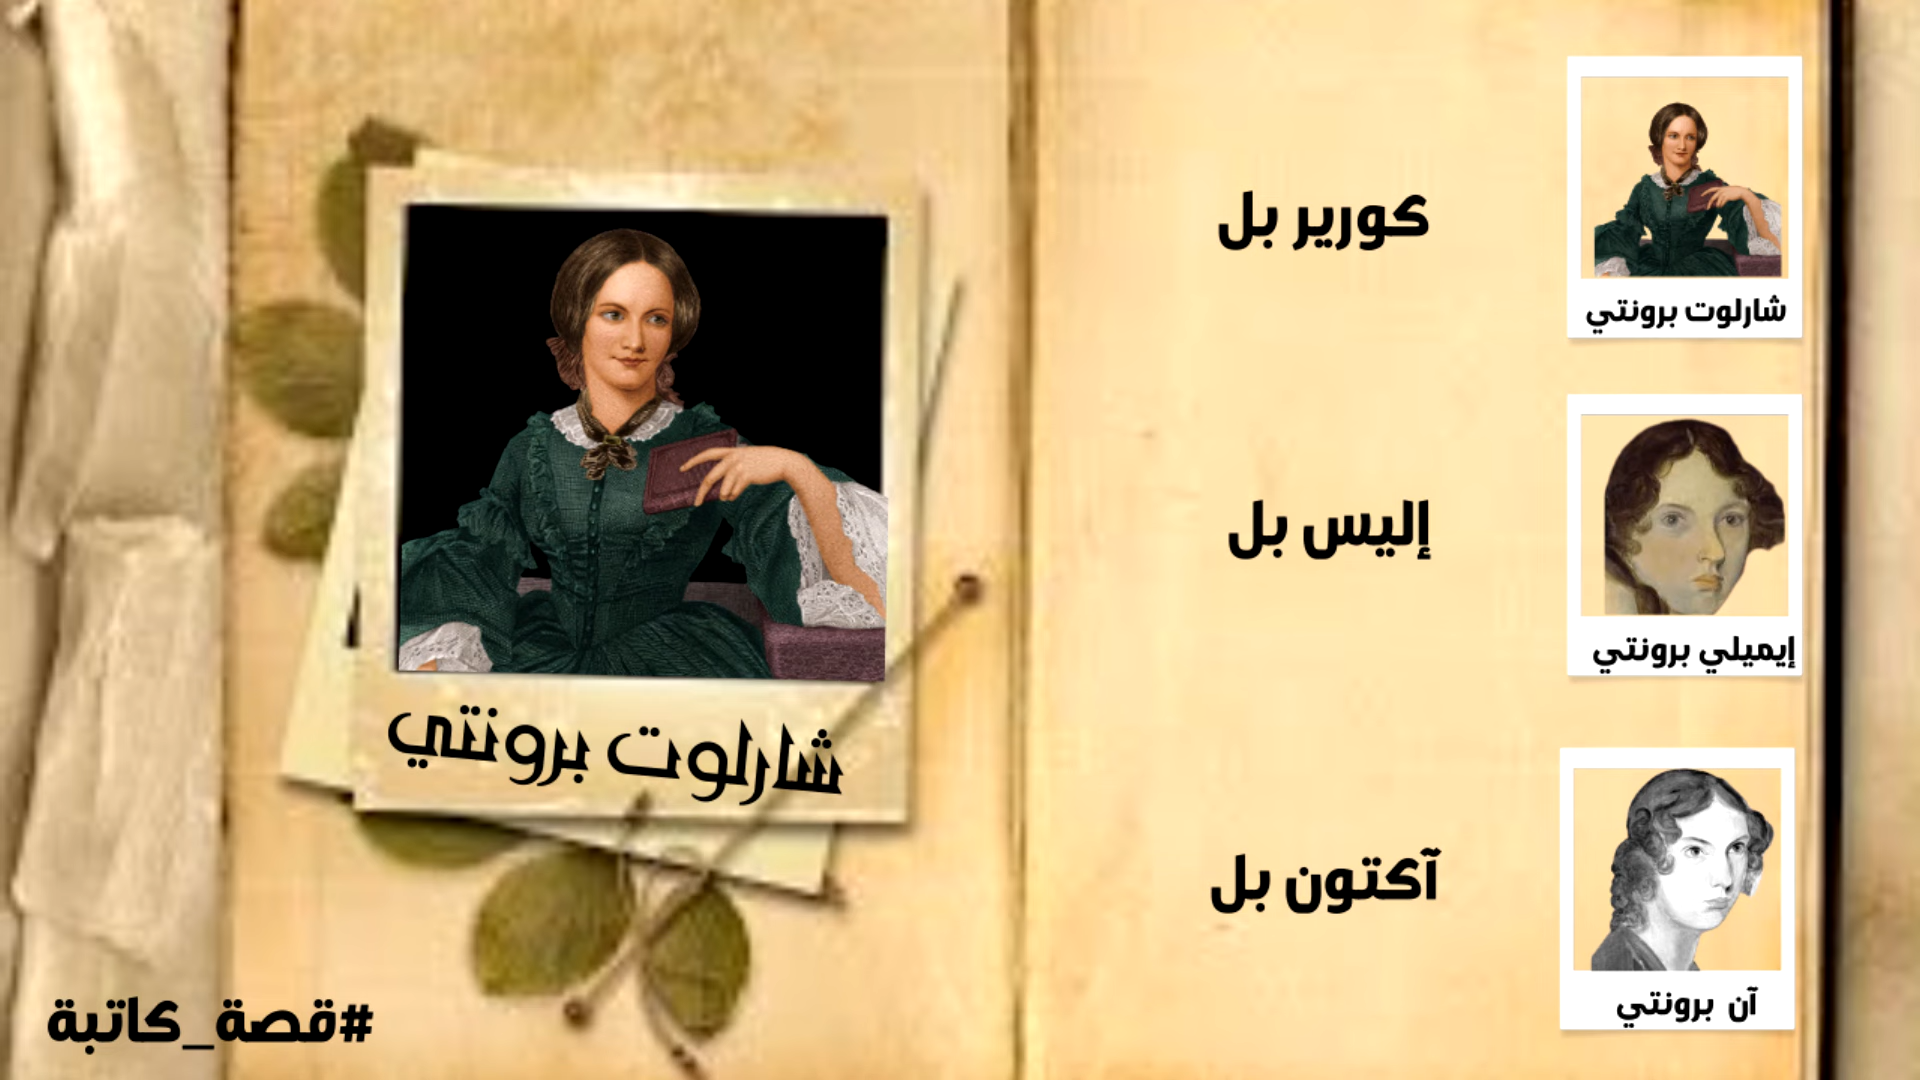 كورير بل
شارلوت برونتي
إليس بل
إيميلي برونتي
آكتون بل
آن برونتي
شارلوت برونتي
#قصة_كاتبة